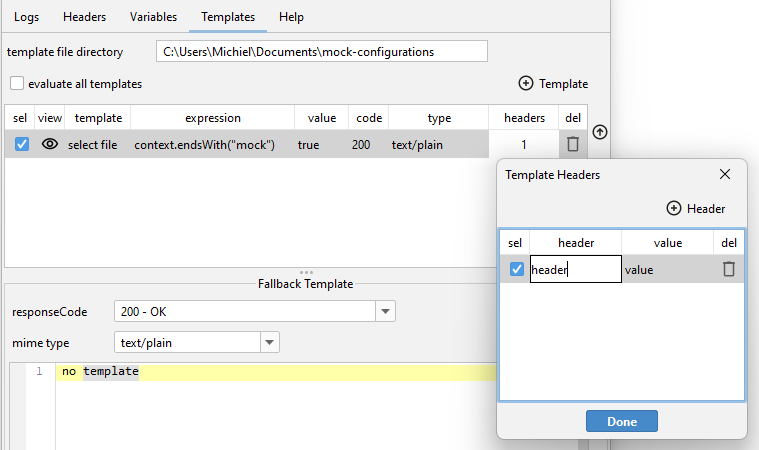 Logs Headers Variables Templates Help
template file directory C:\Users\Michiel\Documents\mock-configurations
evaluate all templates Template
sel view template expression value code type headers del
select file context.endsWith("mock") true 200 text/plain 1
Template Headers
Header
sel header value del
header value
Done
Fallback Template
responseCode 200 - OK
mime type text/plain
1 no template